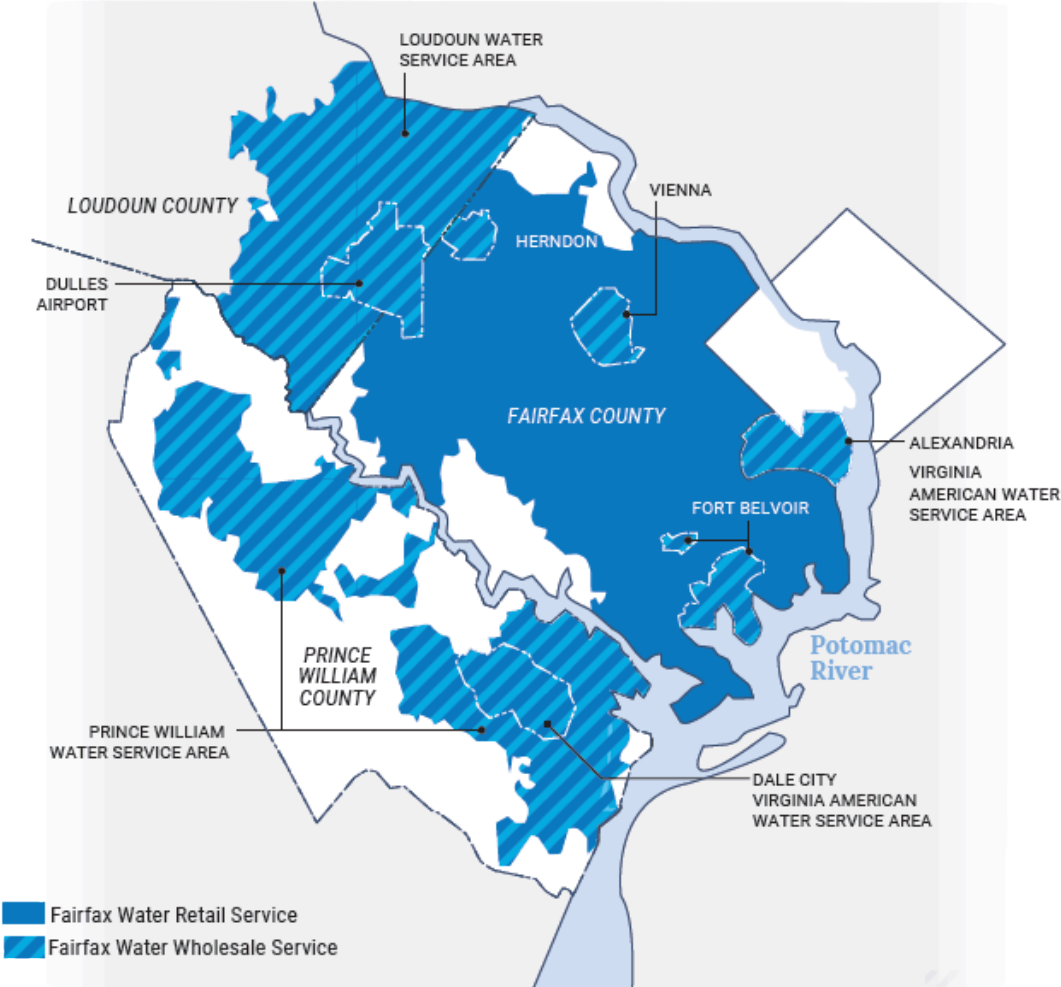 LOUDOUN WATER
SERVICE AREA
LOUDOUN COUNTY
VIENNA
HERNDON
DULLES
AIRPORT
FAIRFAX COUNTY
ALEXANDRIA
VIRGINIA
AMERICAN WATER
SERVICE AREA
FORT BELVOIR
Potomac
River
PRINCE
WILLIAM
COUNTY
PRINCE WILLIAM
WATER SERVICE AREA
DALE CITY
VIRGINIA AMERICAN
WATER SERVICE AREA
Fairfax Water Retail Service
Fairfax Water Wholesale Service